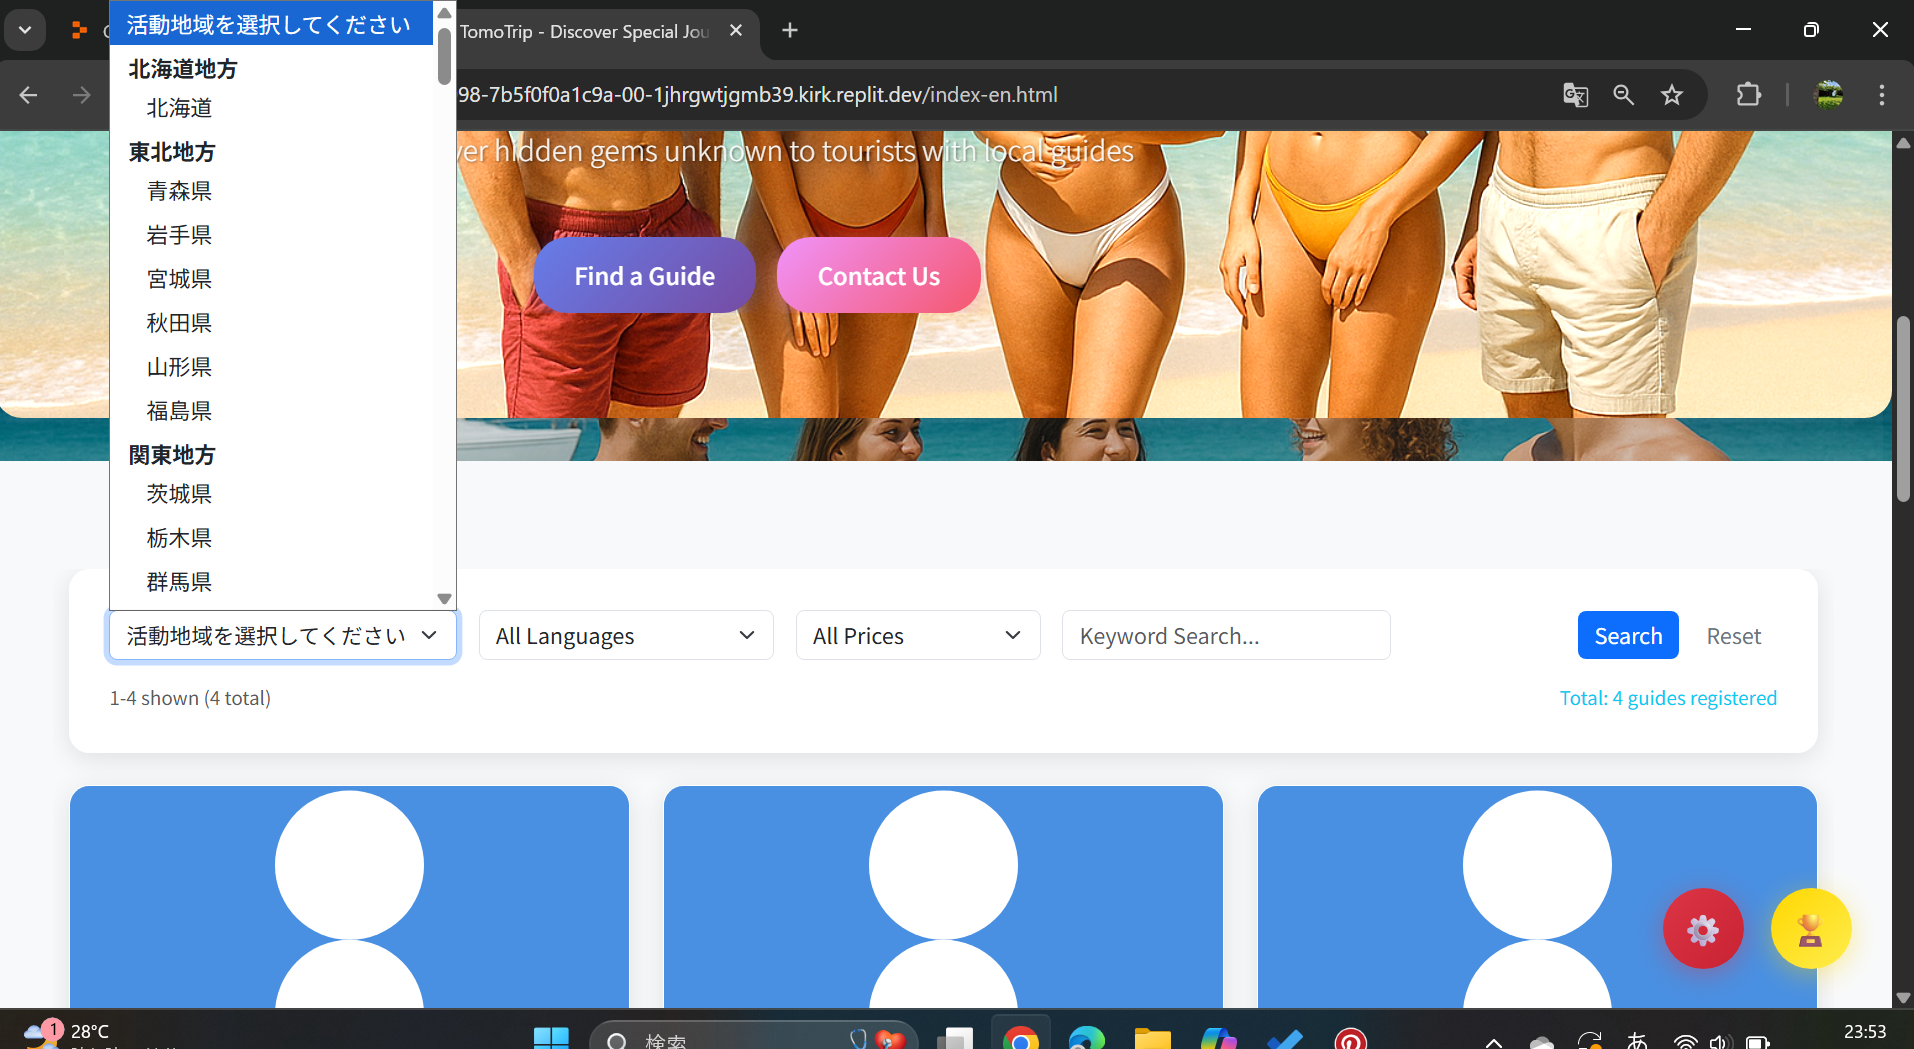 活動地域を選択してください
北海道地方
北海道
東北地方
青森県
岩手県
宮城県
秋田県
山形県
福島県
関東地方
茨城県
栃木県
群馬県
TomoTrip - Discover Special Jou
98-7b5f0f0a1c9a-00-1jhrgwtjgmb39.kirk.replit.dev/index-en.html
ver hidden gems unknown to tourists with local guides
Find a Guide
Contact Us
活動地域を選択してください
All Languages
All Prices
Keyword Search...
Search
Reset
1-4 shown (4 total)
Total: 4 guides registered
1
28°C
検索
あ
23:53